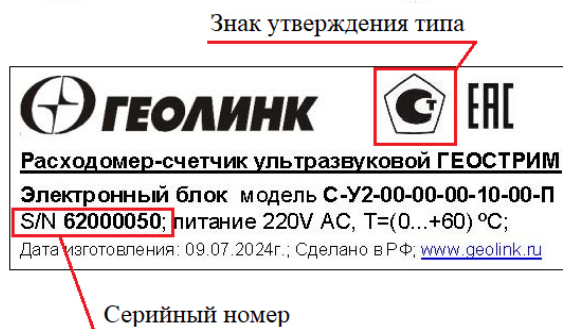 Знак утверждения типа
ГЕОЛИНК
Ст
ЕАС
Расходомер-счетчик ультразвуковой ГЕОСТРИМ
Электронный блок модель С-У2-00-00-00-10-00-П
S/N 62000050; питание 220V AC, T=(0...+60) ºC;
Дата изготовления: 09.07.2024г.; Сделано в РФ; www.geolink.ru
Серийный номер